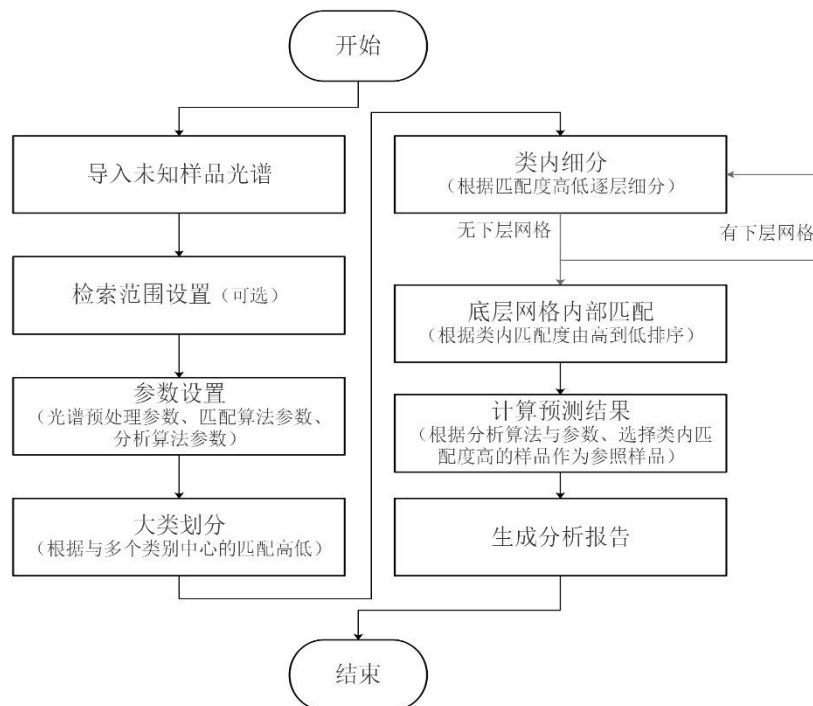 开始
导入未知样品光谱
检索范围设置（可选）
参数设置
（光谱预处理参数、匹配算法参数、
分析算法参数）
大类划分
（根据与多个类别中心的匹配高低）
类内细分
（根据匹配度高低逐层细分）
无下层网格
有下层网格
底层网格内部匹配
（根据类内匹配度由高到低排序）
计算预测结果
（根据分析算法与参数、选择类内匹
配度高的样品作为参照样品）
生成分析报告
结束